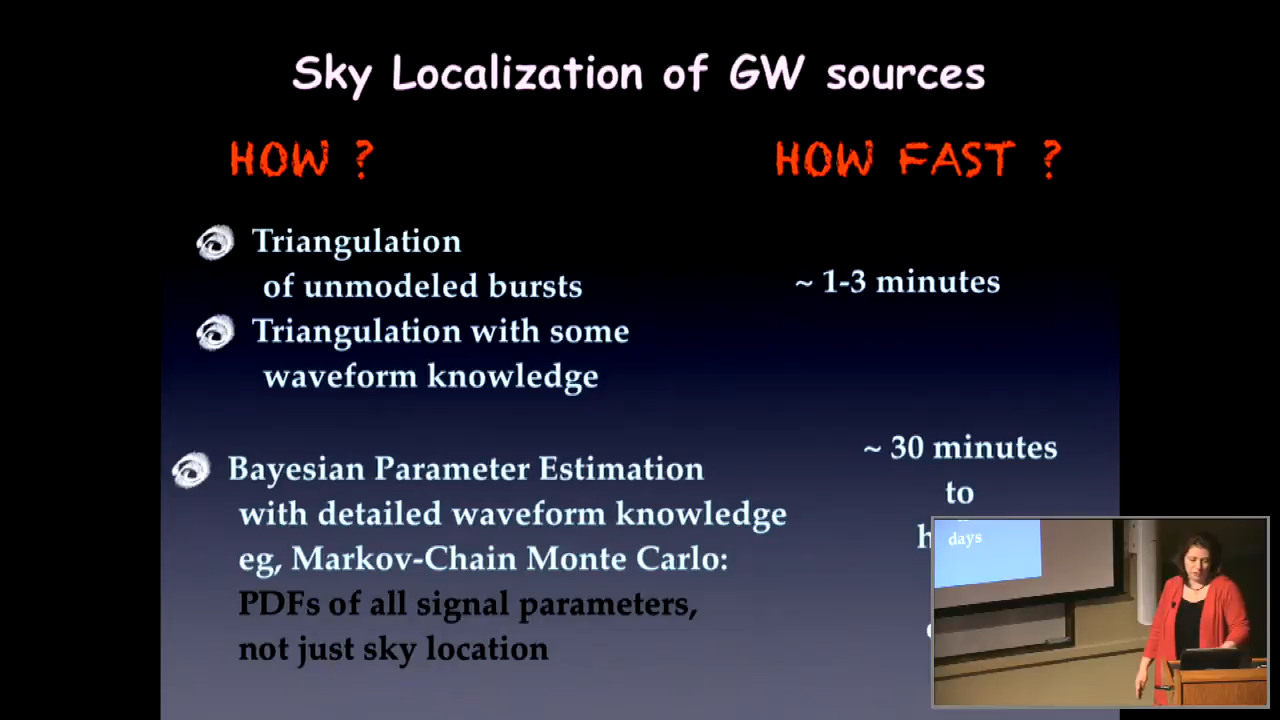 Sky Localization of GW sources
HOW ?
HOW FAST ?
Triangulation
of unmodeled bursts
~ 1-3 minutes
Triangulation with some
waveform knowledge
Bayesian Parameter Estimation
with detailed waveform knowledge
eg, Markov-Chain Monte Carlo:
PDFs of all signal parameters,
not just sky location
~ 30 minutes
to
days